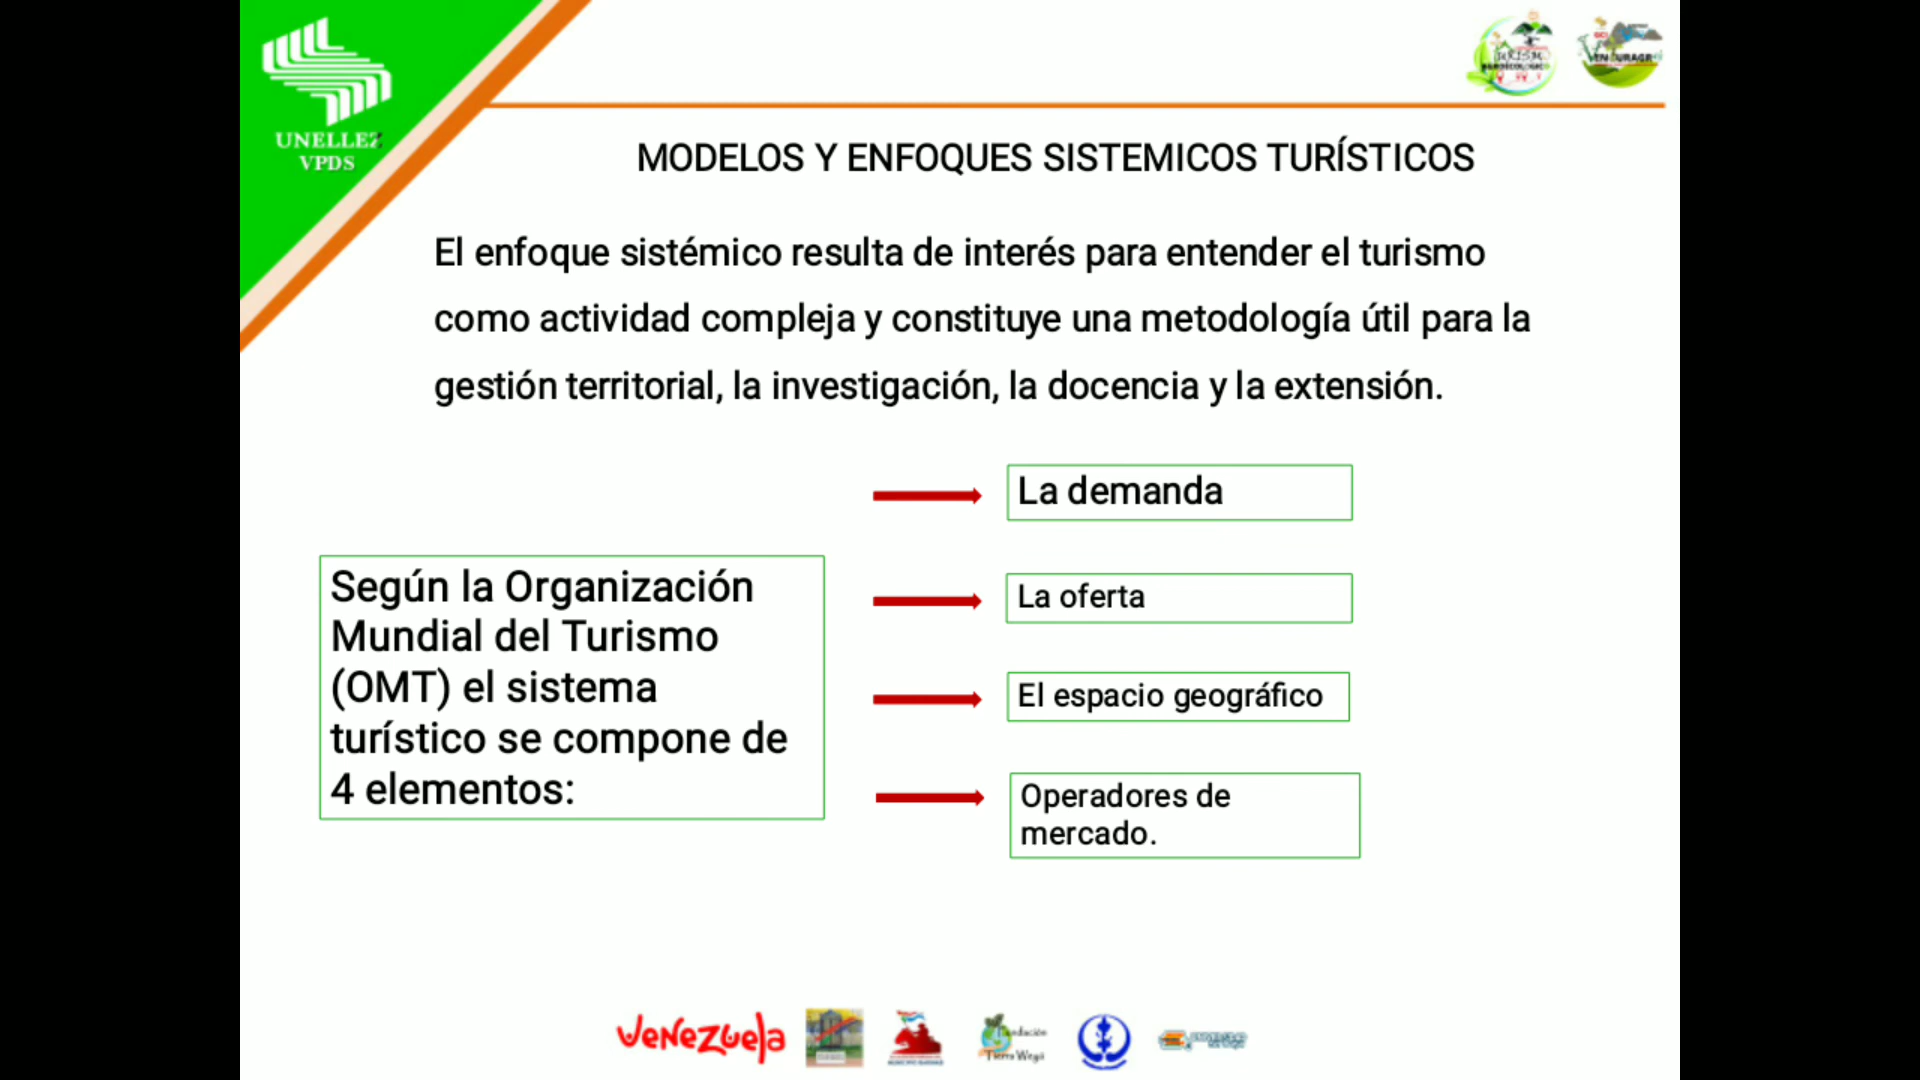 UNELLEZ
VPDS
MODELOS Y ENFOQUES SISTEMICOS TURÍSTICOS
El enfoque sistémico resulta de interés para entender el turismo
como actividad compleja y constituye una metodología útil para la
gestión territorial, la investigación, la docencia y la extensión.
Según la Organización
Mundial del Turismo
(OMT) el sistema
turístico se compone de
4 elementos:
La demanda
La oferta
El espacio geográfico
Operadores de
mercado.
Venezuela